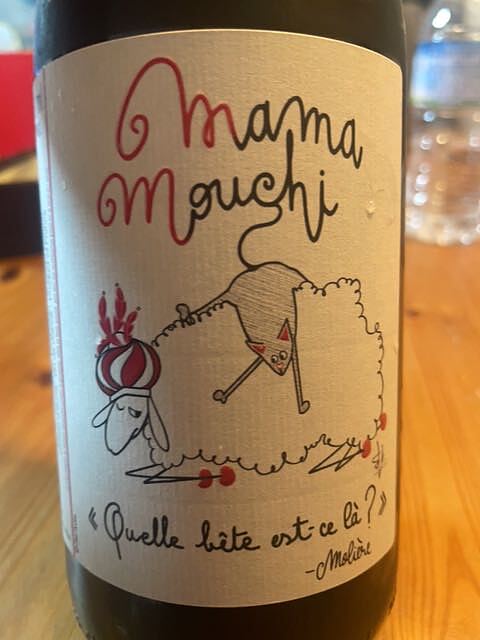 Mama
Mouchi
« Quelle bête est-ce là ? »
-Molière